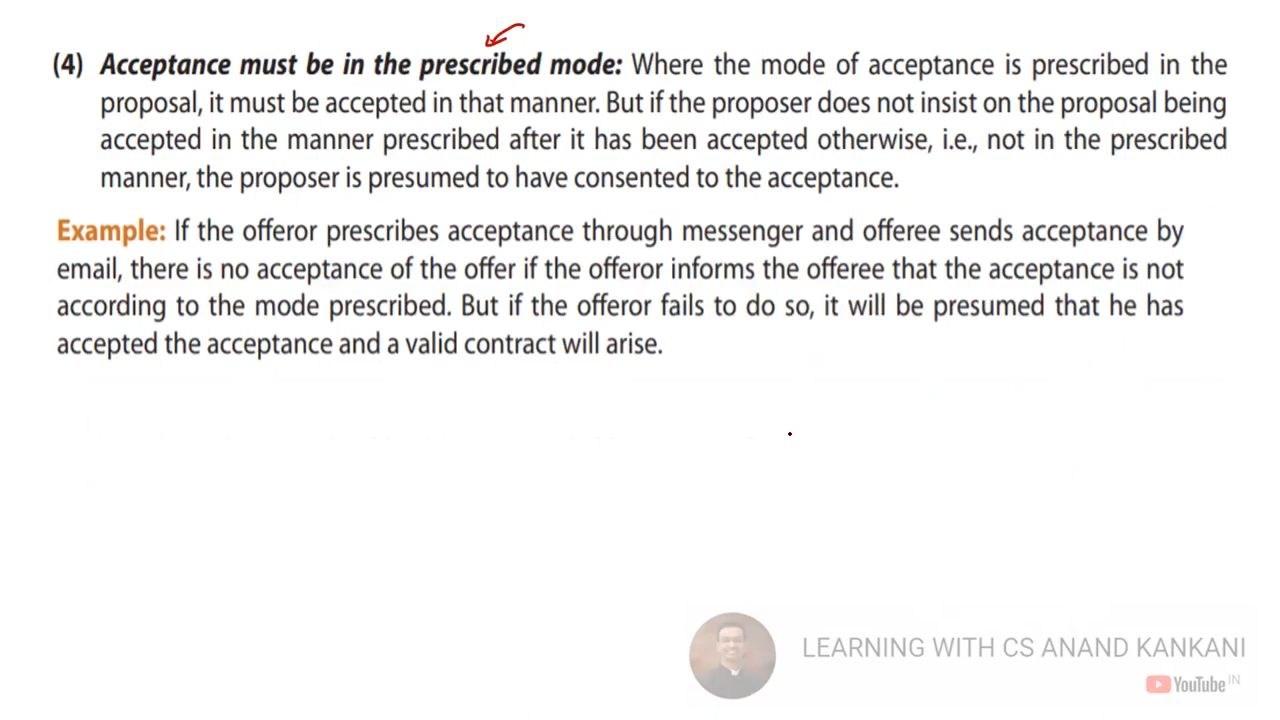 (4) Acceptance must be in the prescribed mode: Where the mode of acceptance is prescribed in the
proposal, it must be accepted in that manner. But if the proposer does not insist on the proposal being
accepted in the manner prescribed after it has been accepted otherwise, i.e., not in the prescribed
manner, the proposer is presumed to have consented to the acceptance.
Example: If the offeror prescribes acceptance through messenger and offeree sends acceptance by
email, there is no acceptance of the offer if the offeror informs the offeree that the acceptance is not
according to the mode prescribed. But if the offeror fails to do so, it will be presumed that he has
accepted the acceptance and a valid contract will arise.
LEARNING WITH CS ANAND KANKANI
YouTube IN